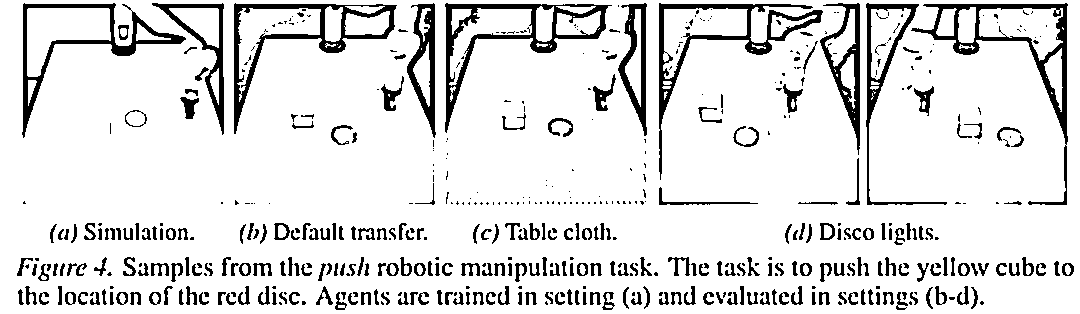 (a) Simulation. (b) Default transfer. (c) Table cloth. (d) Disco lights.
Figure 4. Samples from the push robotic manipulation task. The task is to push the yellow cube to
the location of the red disc. Agents are trained in setting (a) and evaluated in settings (b-d).